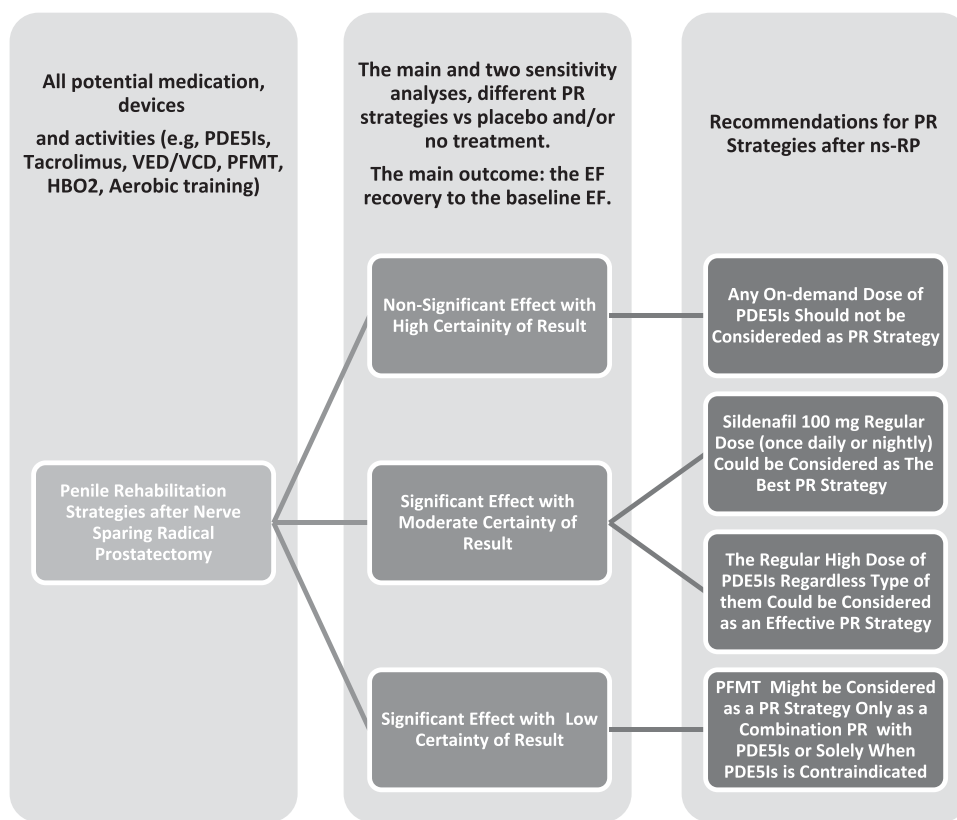 All potential medication,
devices
and activities (e.g, PDE5Is,
Tacrolimus, VED/VCD, PFMT,
HBO2, Aerobic training)
Penile Rehabilitation
Strategies after Nerve
Sparing Radical
Prostatectomy
The main and two sensitivity
analyses, different PR
strategies vs placebo and/or
no treatment.
The main outcome: the EF
recovery to the baseline EF.
Non-Significant Effect with
High Certainity of Result
Significant Effect with
Moderate Certainty of
Result
Significant Effect with Low
Certainty of Result
Recommendations for PR
Strategies after ns-RP
Any On-demand Dose of
PDE5Is Should not be
Considereded as PR Strategy
Sildenafil 100 mg Regular
Dose (once daily or nightly)
Could be Considered as The
Best PR Strategy
The Regular High Dose of
PDE5Is Regardless Type of
them Could be Considered
as an Effective PR Strategy
PFMT Might be Considered
as a PR Strategy Only as a
Combination PR with
PDE5Is or Solely When
PDE5Is is Contraindicated